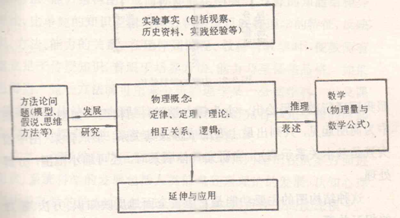 实验事实(包括观察、
历史资料、实践经验等)
方法论问
题(模型、
假说、思维
方法等)
发展
研究
物理概念:
定律、定理、理论;
相互关系、逻辑;
推理
表述
数学
(物理量与
数学公式)
延伸与应用